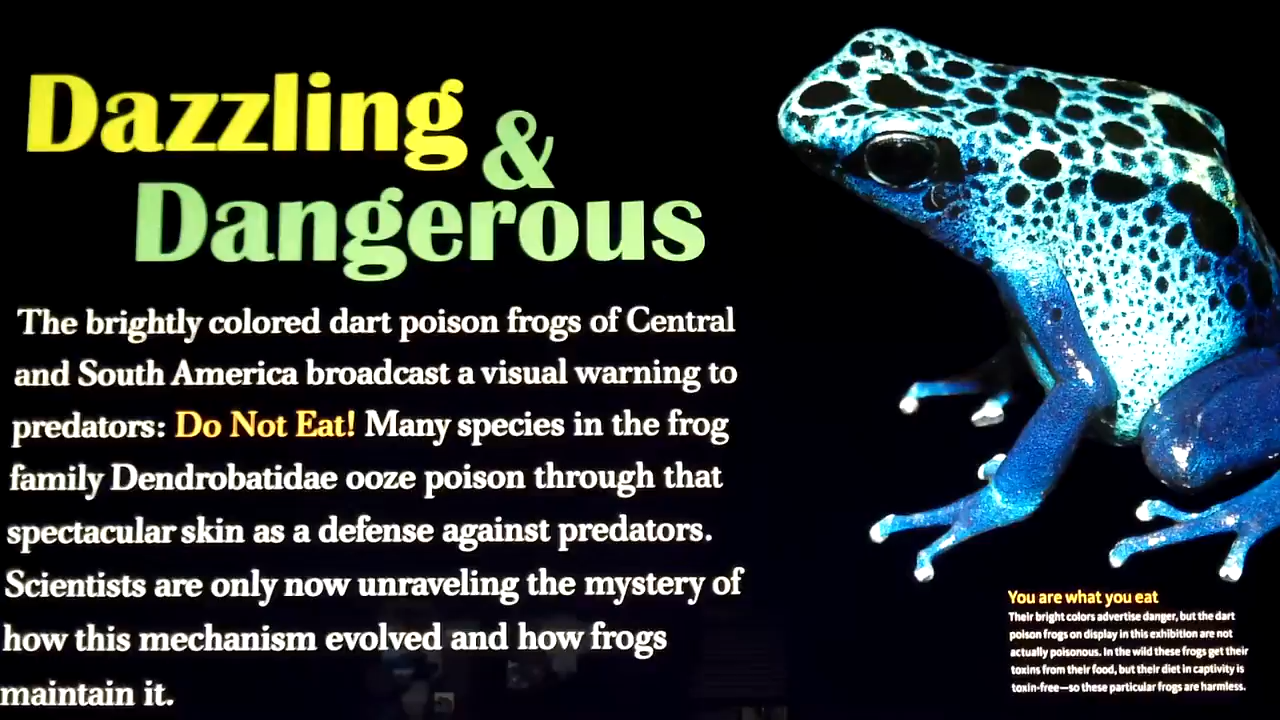 Dazzling
&
Dangerous
The brightly colored dart poison frogs of Central
and South America broadcast a visual warning to
predators: Do Not Eat! Many species in the frog
family Dendrobatidae ooze poison through that
spectacular skin as a defense against predators.
Scientists are only now unraveling the mystery of
how this mechanism evolved and how frogs
maintain it.
You are what you eat
Their bright colors advertise danger, but the dart
poison frogs on display in this exhibition are not
actually poisonous. In the wild these frogs get their
toxins from their food, but their diet in captivity is
toxin-free—so these particular frogs are harmless.